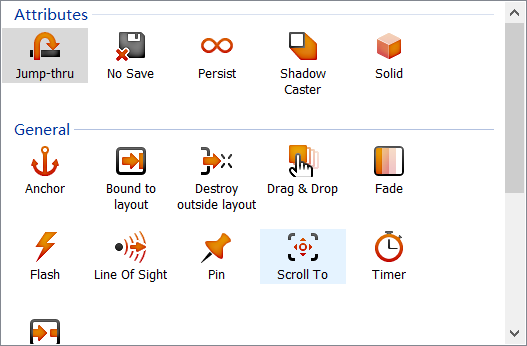 Attributes
Jump-thru No Save Persist Shadow Solid
Caster
General
Anchor Bound to Destroy Drag & Drop Fade
layout outside layout
Flash Line Of Sight Pin Scroll To Timer